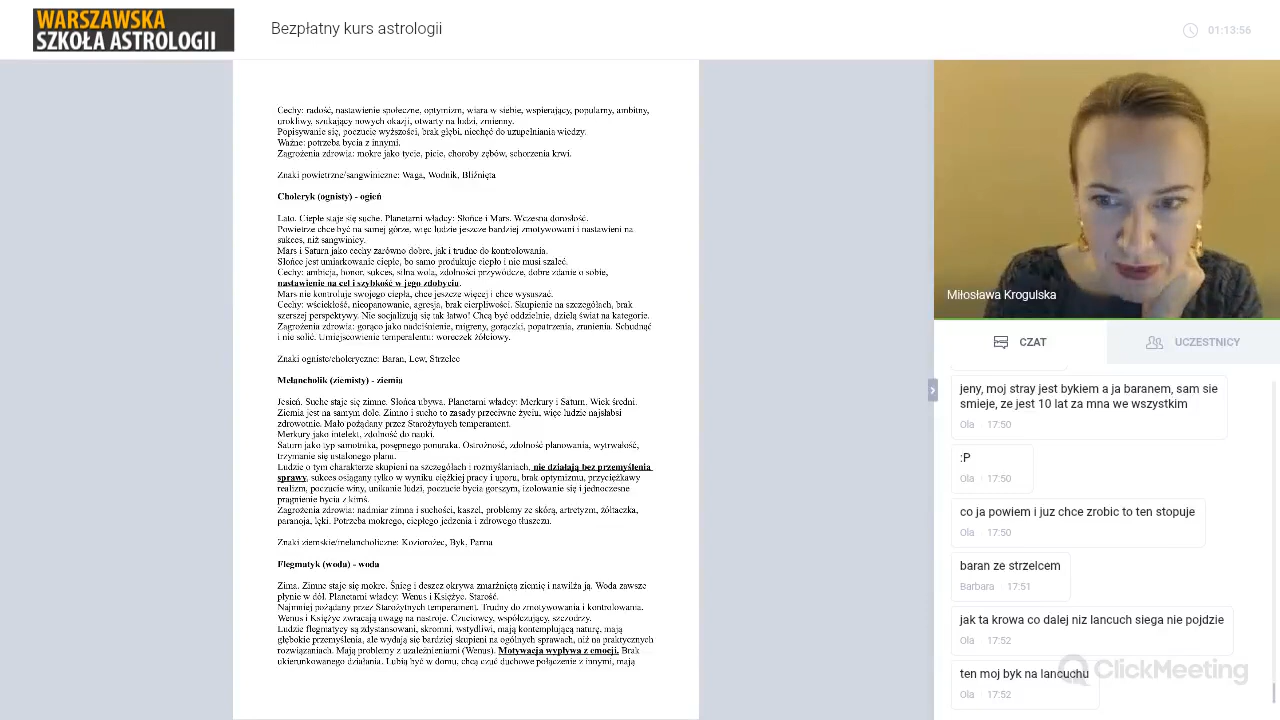 WARSZAWSKA
SZKOŁA ASTROLOGII
Bezpłatny kurs astrologii
01:13:56
Cechy: radość, nastawienie społeczne, optymizm, wiara w siebie, wspierający, popularny, ambitny,
urokliwy, szukający nowych okazji, otwarty na ludzi, zmienny.
Popisywanie się, poczucie wyższości, brak głębi, niechęć do uzupełniania wiedzy.
Ważne: potrzeba bycia z innymi.
Zagrożenia zdrowia: mokre jako tycie, picie, choroby zębów, schorzenia krwi.
Znaki powietrzne/sangwiniczne: Waga, Wodnik, Bliźnięta
Choleryk (ognisty) - ogień
Lato. Ciepłe staje się suche. Planetarni władcy: Słońce i Mars. Wczesna dorosłość.
Powietrze chce być na samej górze, więc ludzie jeszcze bardziej zmotywowani i nastawieni na
sukces, niż sangwinicy.
Mars i Saturn jako cechy zarówno dobre, jak i trudne do kontrolowania.
Słońce jest umiarkowanie ciepłe, bo samo produkuje ciepło i nie musi szaleć.
Cechy: ambicja, honor, sukces, silna wola, zdolności przywódcze, dobre zdanie o sobie,
nastawienie na cel i szybkość w jego zdobyciu.
Mars nie kontroluje swojego ciepła, chce jeszcze więcej i chce wysuszać.
Cechy: wściekłość, nieopanowanie, agresja, brak cierpliwości. Skupienie na szczegółach, brak
szerszej perspektywy. Nie socjalizują się tak łatwo! Chcą być oddzielnie, dzielą świat na kategorie.
Zagrożenia zdrowia: gorąco jako nadciśnienie, migreny, gorączki, poparzenia, zranienia. Schudnąć
i nie solić. Umiejscowienie temperamentu: woreczek żółciowy.
Znaki ogniste/choleryczne: Baran, Lew, Strzelec
Melancholik (ziemisty) - ziemia
Jesień. Suche staje się zimne. Słońca ubywa. Planetarni władcy: Merkury i Saturn. Wiek średni.
Ziemia jest na samym dole. Zimno i sucho to zasady przeciwne życiu, więc ludzie najsłabsi
zdrowotnie. Mało pożądany przez Starożytnych temperament.
Merkury jako intelekt, zdolność do nauki.
Saturn jako typ samotnika, posępnego ponuraka. Ostrożność, zdolność planowania, wytrwałość,
trzymanie się ustalonego planu.
Ludzie o tym charakterze skupieni na szczegółach i rozmyślaniach, nie działają bez przemyślenia
sprawy, sukces osiągany tylko w wyniku ciężkiej pracy i uporu, brak optymizmu, przyciężkawy
realizm, poczucie winy, unikanie ludzi, poczucie bycia gorszym, izolowanie się i jednoczesne
pragnienie bycia z kimś.
Zagrożenia zdrowia: nadmiar zimna i suchości, kaszel, problemy ze skórą, artretyzm, żółtaczka,
paranoja, lęki. Potrzeba mokrego, ciepłego jedzenia i zdrowego tłuszczu.
Znaki ziemskie/melancholiczne: Koziorożec, Byk, Panna
Flegmatyk (woda) - woda
Zima. Zimne staje się mokre. Śnieg i deszcz okrywa zmarzniętą ziemię i nawilża ją. Woda zawsze
płynie w dół. Planetarni władcy: Wenus i Księżyc. Starość.
Najmniej pożądany przez Starożytnych temperament. Trudny do zmotywowania i kontrolowania.
Wenus i Księżyc zwracają uwagę na nastroje. Czuciowcy, współczujący, szczodrzy.
Ludzie flegmatycy są zdystansowani, skromni, wstydliwi, mają kontemplującą naturę, mają
głębokie przemyślenia, ale wydają się bardziej skupieni na ogólnych sprawach, niż na praktycznych
rozwiązaniach. Mają problemy z uzależnieniami (Wenus). Motywacja wypływa z emocji. Brak
ukierunkowanego działania. Lubią być w domu, chcą czuć duchowe połączenie z innymi, mają
Miłosława Krogulska
CZAT
UCZESTNICY
jeny, moj stray jest bykiem a ja baranem, sam sie
smieje, ze jest 10 lat za mna we wszystkim
Ola · 17:50
:P
Ola · 17:50
co ja powiem i juz chce zrobic to ten stopuje
Ola · 17:50
baran ze strzelcem
Barbara · 17:51
jak ta krowa co dalej niz lancuch siega nie pojdzie
Ola · 17:52
ten moj byk na lancuchu
Ola · 17:52
ClickMeeting